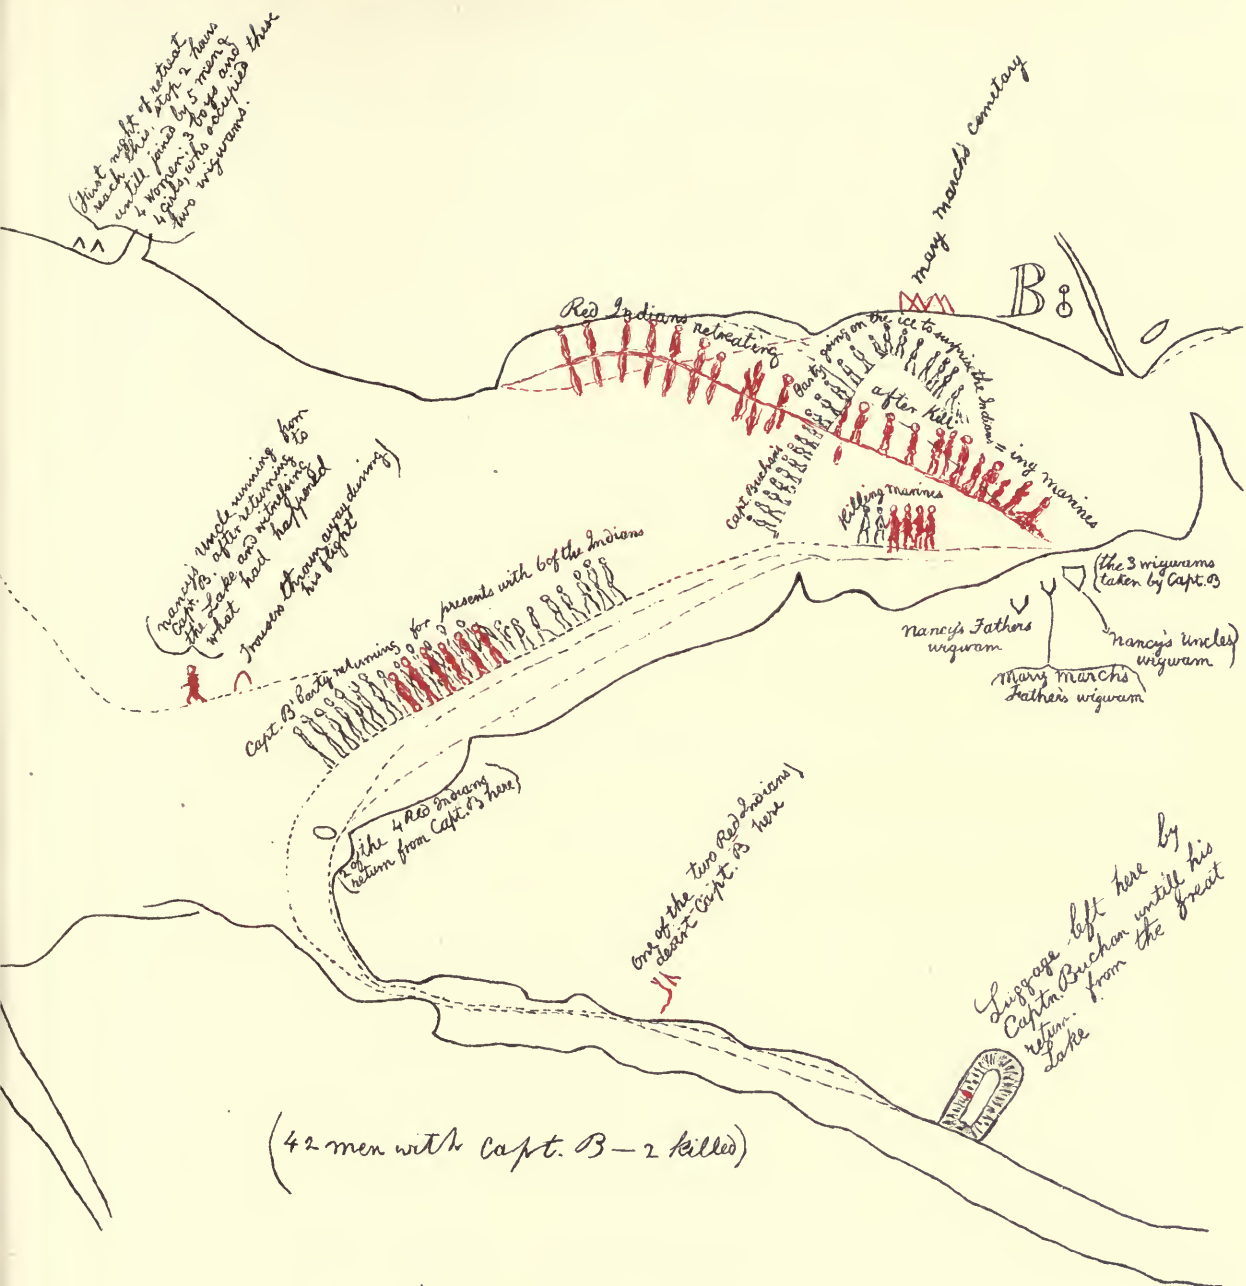 (First night of retreat
reach this. stop 2 hours
untill joined by 5 men &
4 women. 3 boys and
4 girls, who occupied these
two wigwams.
mary march's cemetary
B
Red Indians retreating
Party going on the ice to surprise the Indians
after kill = ing marines
Capt. Buchan's
Killing Marines
(nancy's uncle running from
Capt. B. after returning to
the Lake, and witnefsing
what had happened
Trousers thrown away during
his flight)
Capt. B' Party returning for presents with 6 of the Indians
(the 3 wigwams
taken by Capt. B
Nancy's Fathers
wigwam
Nancy's Uncles)
wigwam
Mary March's
Father's wigwam
(2 of the 4 Red Indians
return from Capt. B here)
one of the two Red Indians)
desert Capt. B here
Luggage left here by
Captn. Buchan untill his
return from the great
Lake
(42 men with Capt. B — 2 killed)